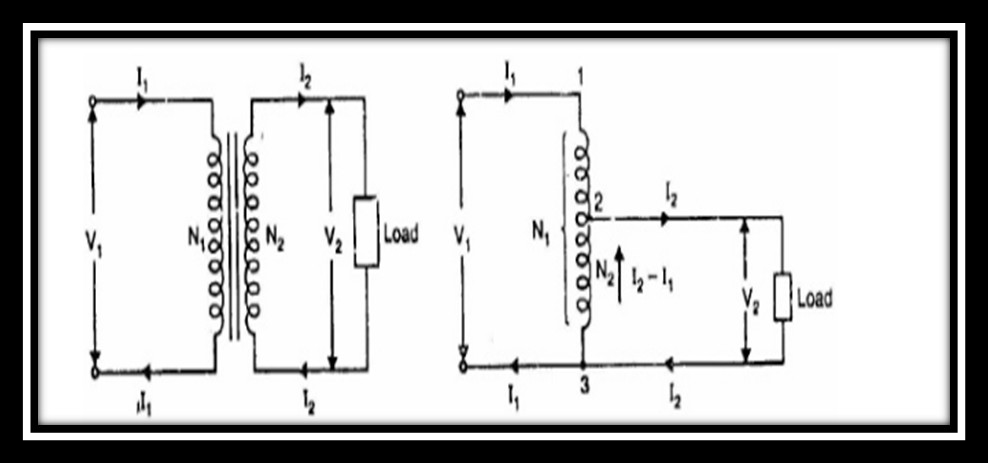 I₁ I₂
V₁ N₁ N₂ V₂ Load
I₁ I₂
I₁ 1
2 I₂
V₁ N₁ N₂ I₂ – I₁ V₂ Load
I₁ 3 I₂